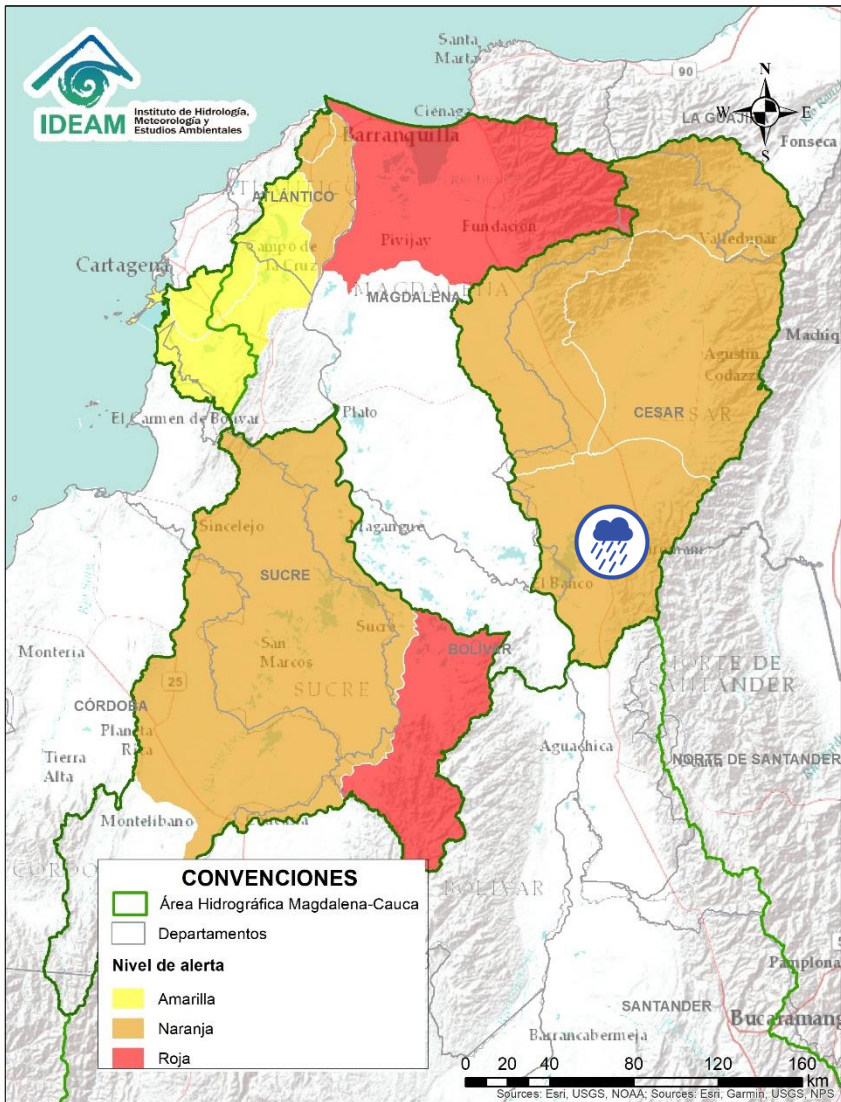 IDEAM
Instituto de Hidrología,
Meteorología y
Estudios Ambientales
Santa
Marta
90
N
W
E
S
LA GUAJIRA
Fonseca
Ciénaga
Barranquilla
ATLÁNTICO
Campo de
la Cruz
Cartagena
Pivijay
Fundación
Valledupar
MAGDALENA
MAGDALENA
Agustín
Codazzi
CESAR
CESAR
El Carmen de Bolívar
Plato
Sincelejo
Magangué
SUCRE
El Banco
San
Marcos
Sucre
SUCRE
BOLÍVAR
Montería
25
CÓRDOBA
Planeta
Rica
Tierra
Alta
Aguachica
NORTE DE
SANTANDER
NORTE DE SANTANDER
Montelíbano
BOLÍVAR
CONVENCIONES
Área Hidrográfica Magdalena-Cauca
Departamentos
Nivel de alerta
Amarilla
Naranja
Roja
Pamplona
SANTANDER
Bucaramanga
Barrancabermeja
0 20 40 80 120 160
km
Sources: Esri, USGS, NOAA; Sources: Esri, Garmin, USGS, NPS